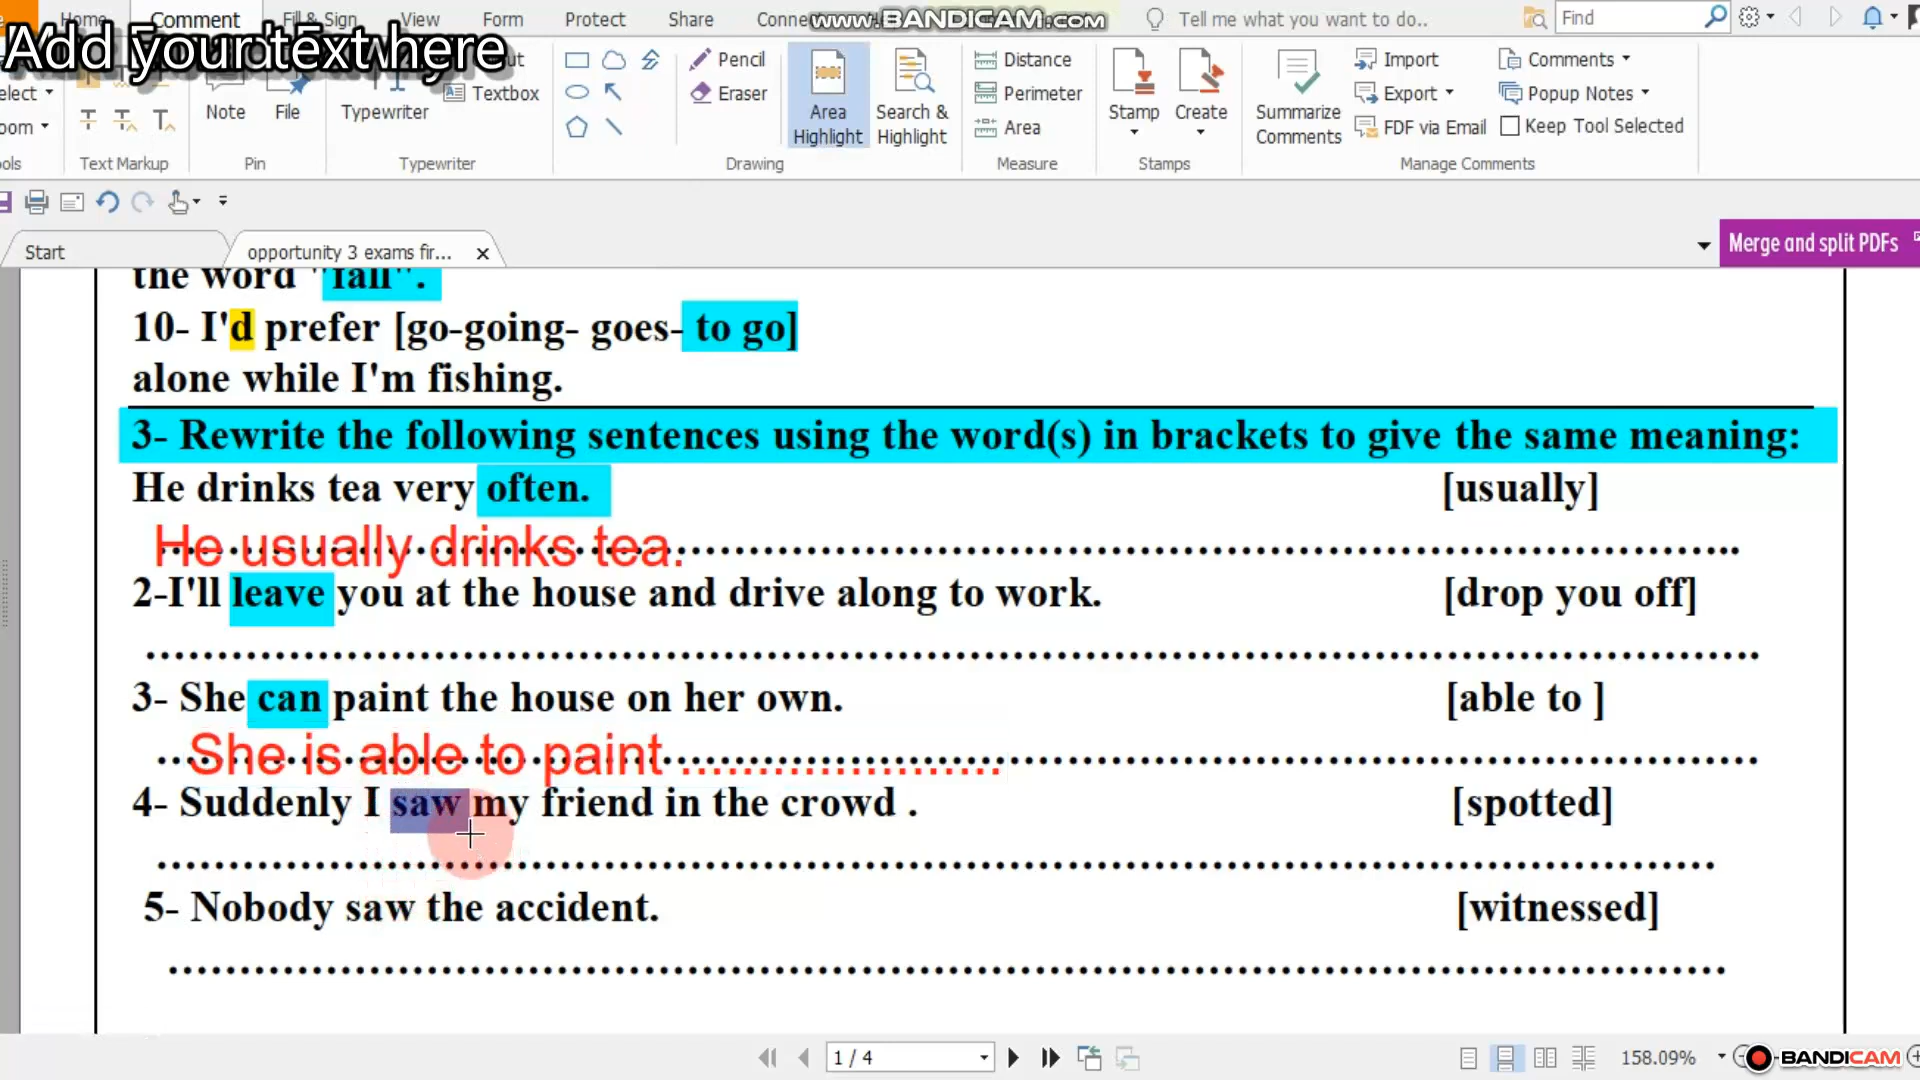 Home Comment Fill & Sign View Form Protect Share Connect www.BANDICAM.com Tell me what you want to do.. Find
Add your text here
Pencil Distance Import Comments
elect Textbox Eraser Perimeter Export Popup Notes
oom Note File Typewriter Area Highlight Search & Highlight Area Stamp Create Summarize Comments FDF via Email Keep Tool Selected
ols Text Markup Pin Typewriter Drawing Measure Stamps Manage Comments
Start opportunity 3 exams fir... Merge and split PDFs
the word "fall".
10- I'd prefer [go-going- goes- to go]
alone while I'm fishing.
3- Rewrite the following sentences using the word(s) in brackets to give the same meaning:
He drinks tea very often. [usually]
He usually drinks tea.
2-I'll leave you at the house and drive along to work. [drop you off]
3- She can paint the house on her own. [able to ]
She is able to paint .....................
4- Suddenly I saw my friend in the crowd . [spotted]
5- Nobody saw the accident. [witnessed]
1 / 4 158.09% BANDICAM